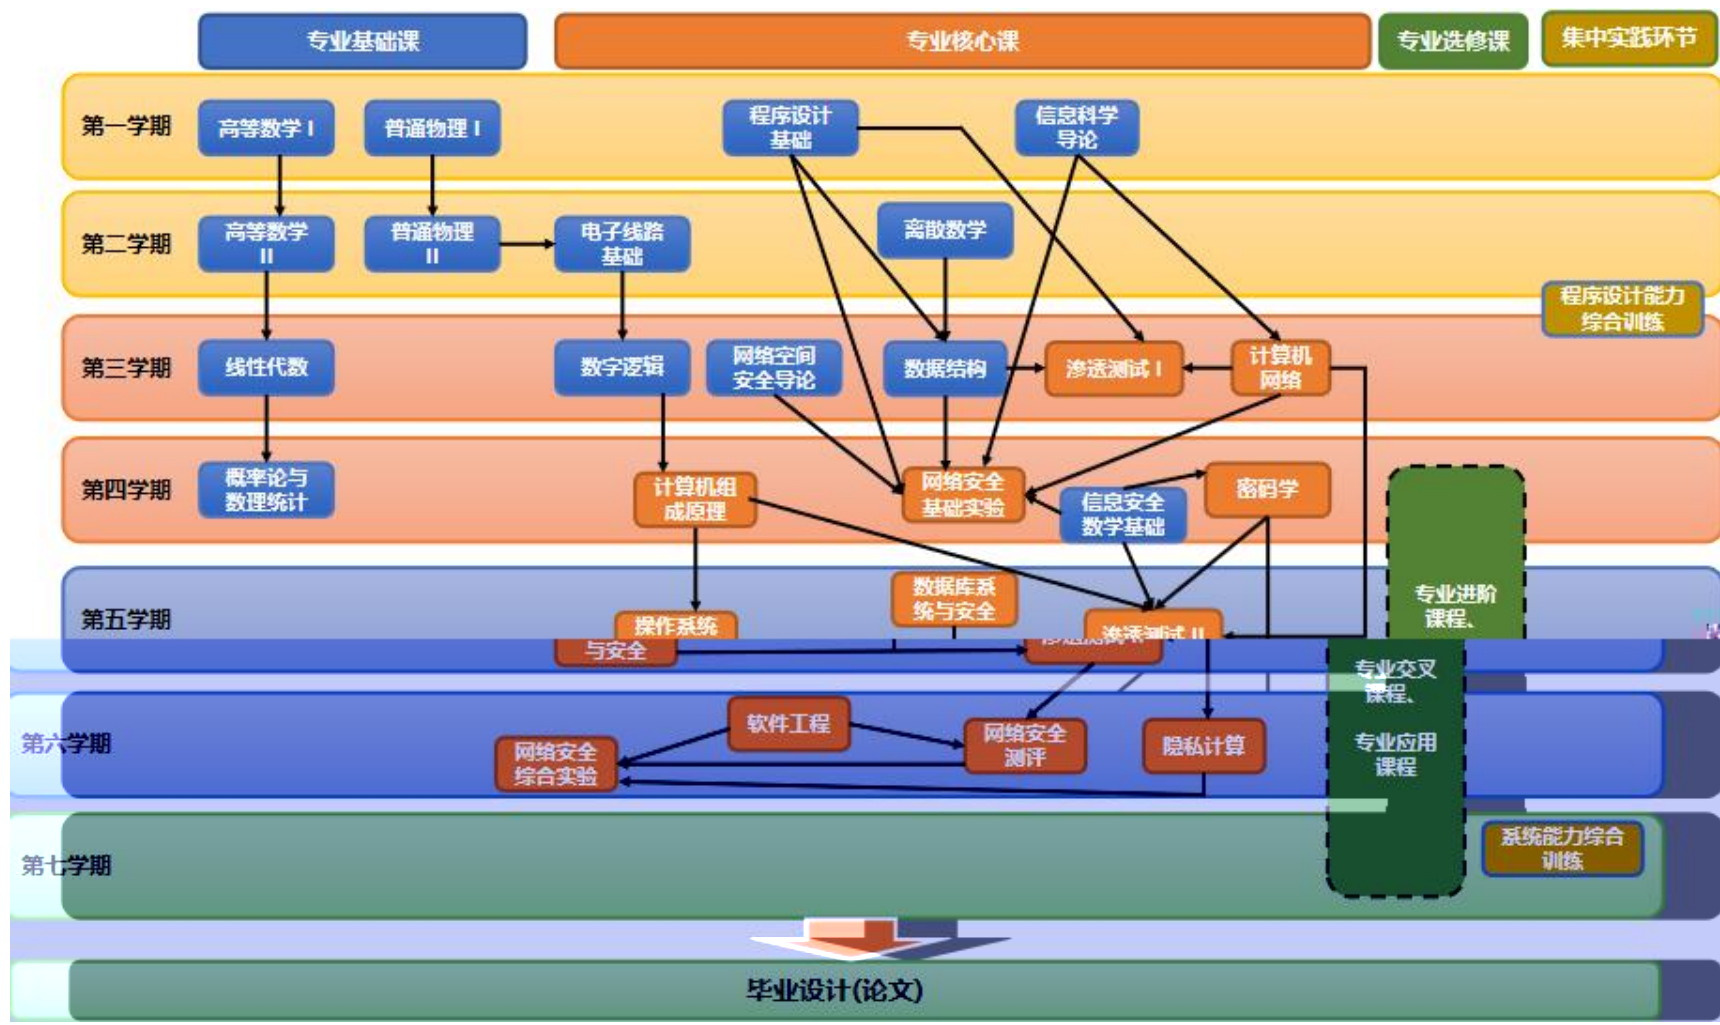 专业基础课
专业核心课
专业选修课
集中实践环节
第一学期
高等数学 I
普通物理 I
程序设计
基础
信息科学
导论
第二学期
高等数学
II
普通物理
II
电子线路
基础
离散数学
程序设计能力
综合训练
第三学期
线性代数
数字逻辑
网络空间
安全导论
数据结构
渗透测试 I
计算机
网络
第四学期
概率论与
数理统计
计算机组
成原理
网络安全
基础实验
信息安全
数学基础
密码学
第五学期
操作系统
与安全
数据库系
统与安全
渗透测试 II
专业进阶
课程、
专业交叉
课程、
专业应用
课程
第六学期
网络安全
综合实验
软件工程
网络安全
测评
隐私计算
第七学期
系统能力综合
训练
毕业设计(论文)